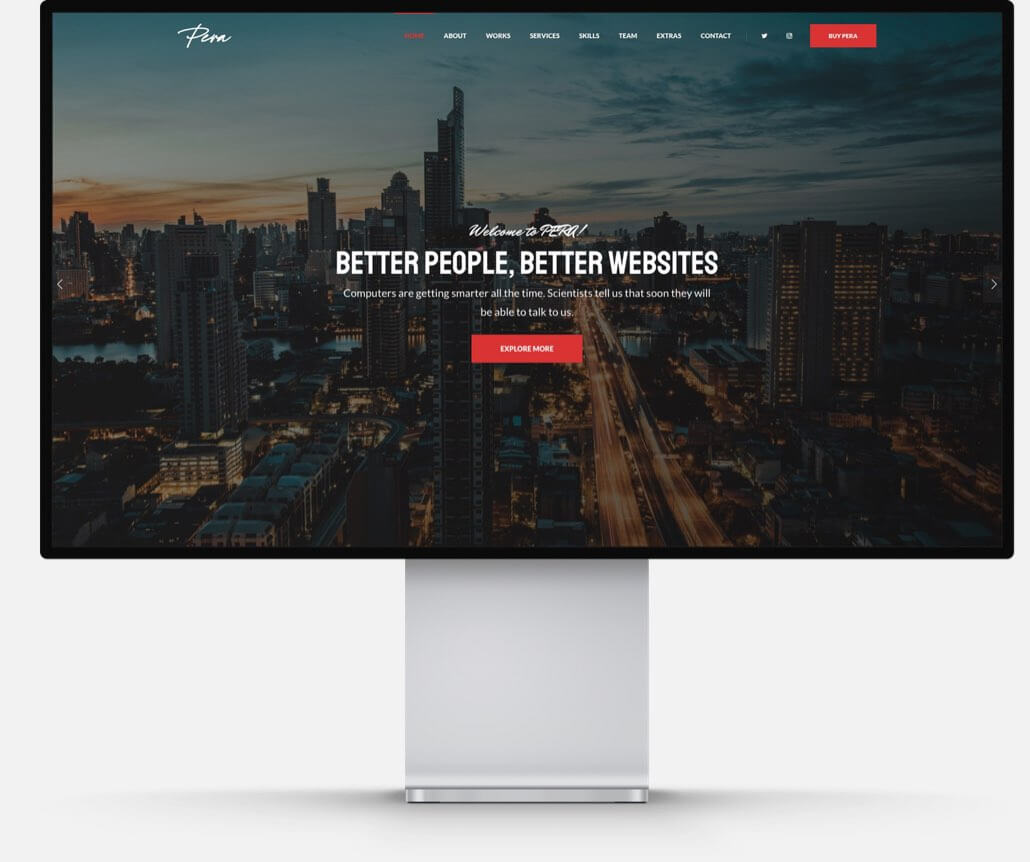 Pera
HOME ABOUT WORKS SERVICES SKILLS TEAM EXTRAS CONTACT BUY PERA
Welcome to PERA!
BETTER PEOPLE, BETTER WEBSITES
Computers are getting smarter all the time. Scientists tell us that soon they will
be able to talk to us.
EXPLORE MORE